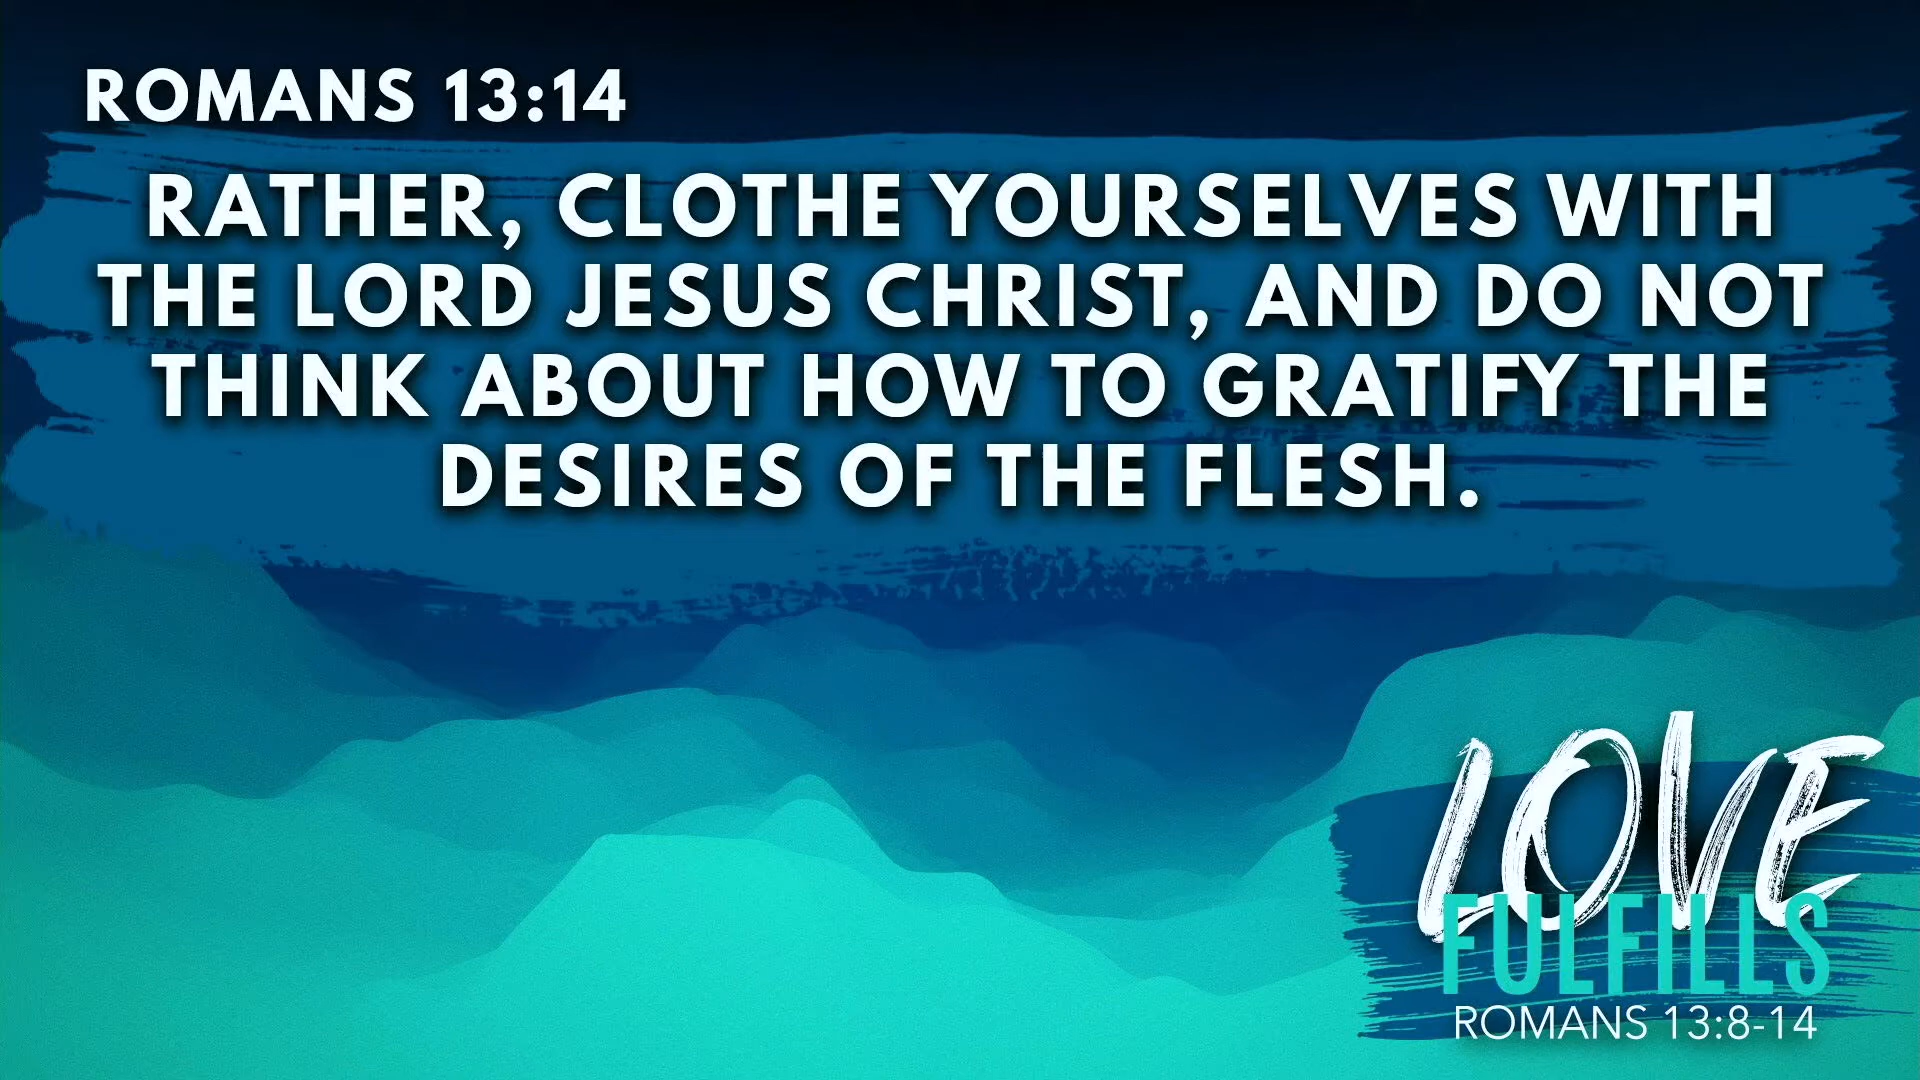 ROMANS 13:14
RATHER, CLOTHE YOURSELVES WITH
THE LORD JESUS CHRIST, AND DO NOT
THINK ABOUT HOW TO GRATIFY THE
DESIRES OF THE FLESH.
LOVE
FULFILLS
ROMANS 13:8-14